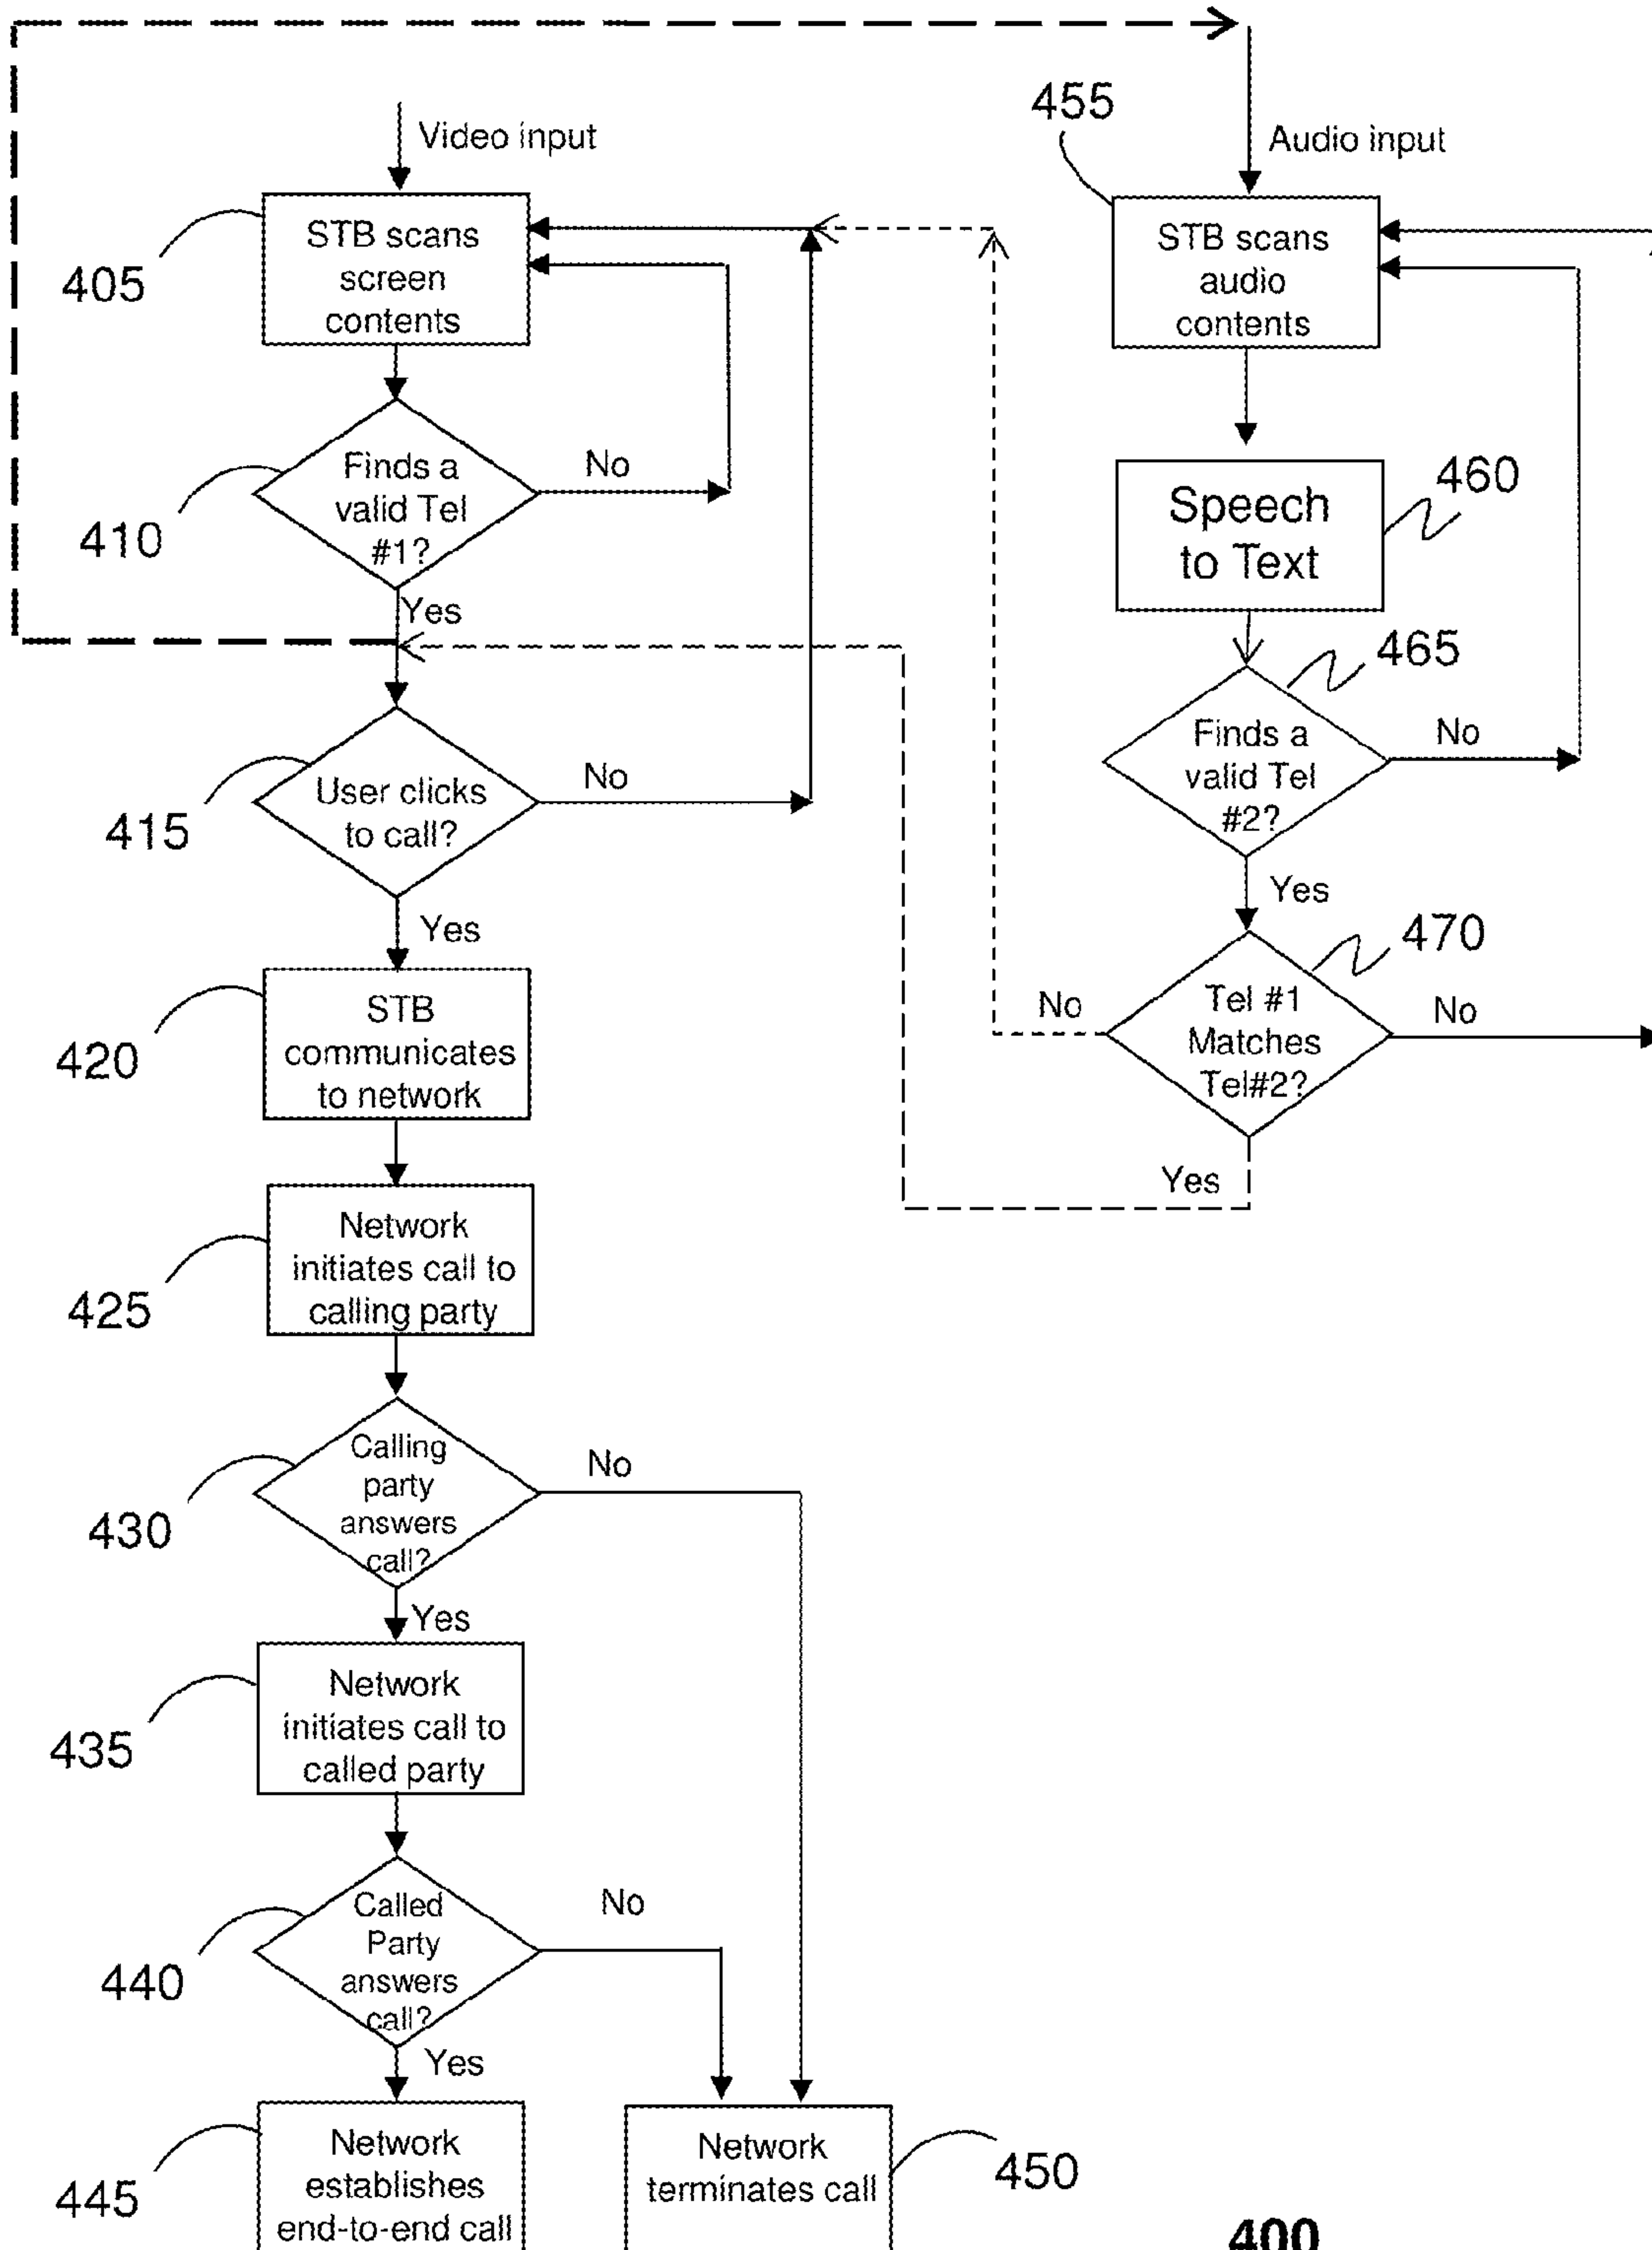 Video input
STB scans
screen
contents
405
Finds a
valid Tel
#1?
No
410
Yes
User clicks
to call?
No
415
Yes
STB
communicates
to network
420
Network
initiates call to
calling party
425
Calling
party
answers
call?
No
430
Yes
Network
initiates call to
called party
435
Called
Party
answers
call?
No
440
Yes
Network
establishes
end-to-end call
445
Network
terminates call
450
455
Audio input
STB scans
audio
contents
Speech
to Text
460
465
Finds a
valid Tel
#2?
No
Yes
470
Tel #1
Matches
Tel#2?
No
No
Yes
400